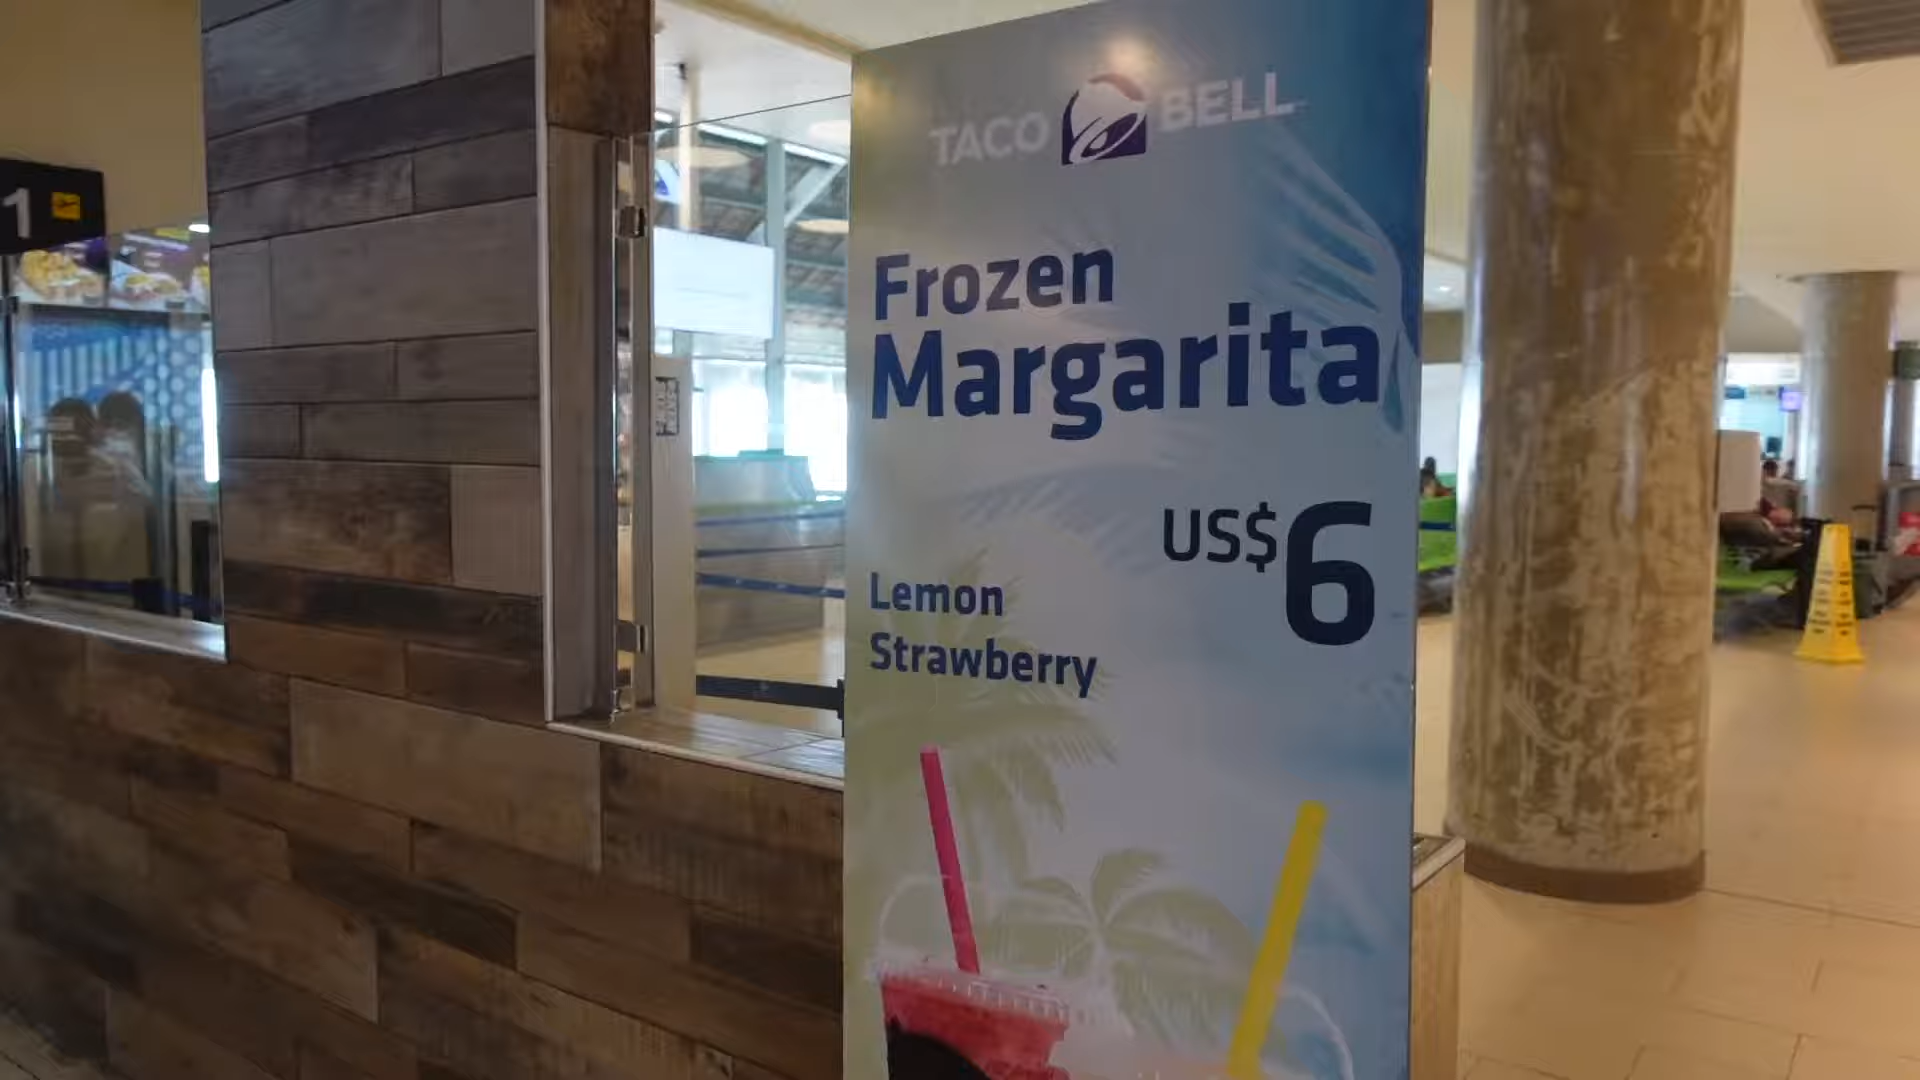 1
TACO BELL
Frozen
Margarita
US$6
Lemon
Strawberry